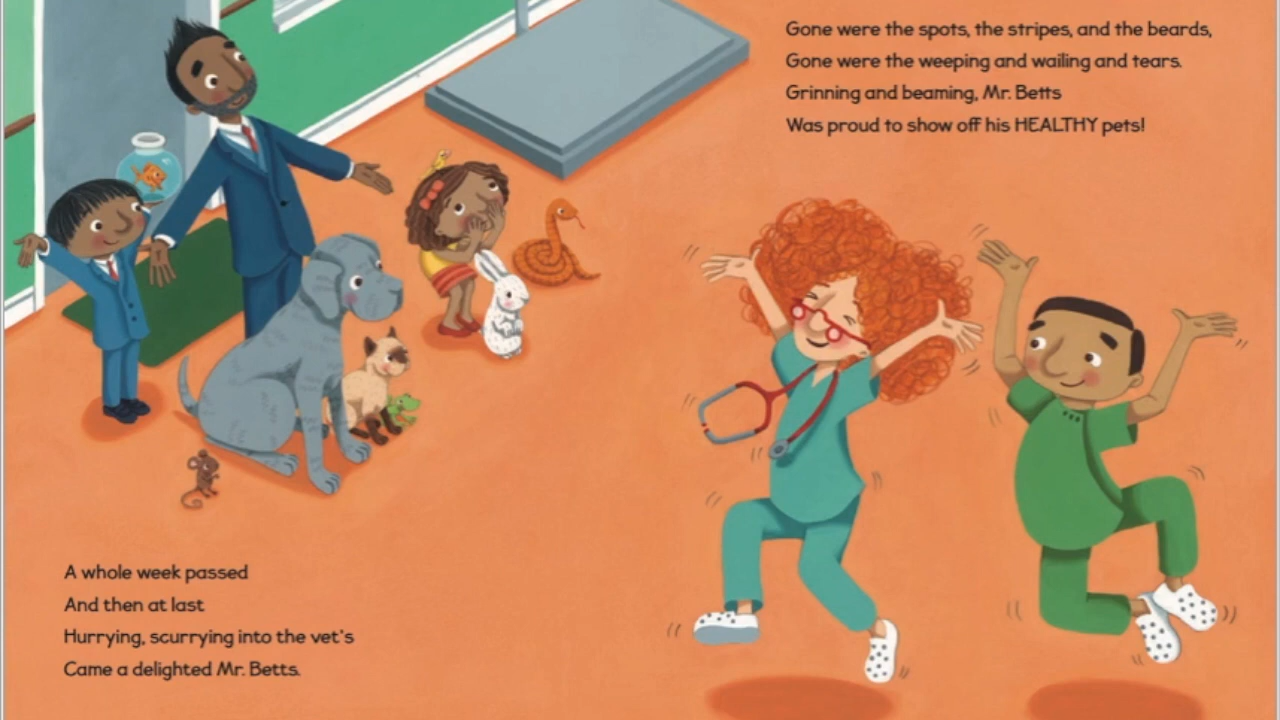 A whole week passed
And then at last
Hurrying, scurrying into the vet's
Came a delighted Mr. Betts.
Gone were the spots, the stripes, and the beards,
Gone were the weeping and wailing and tears.
Grinning and beaming, Mr. Betts
Was proud to show off his HEALTHY pets!